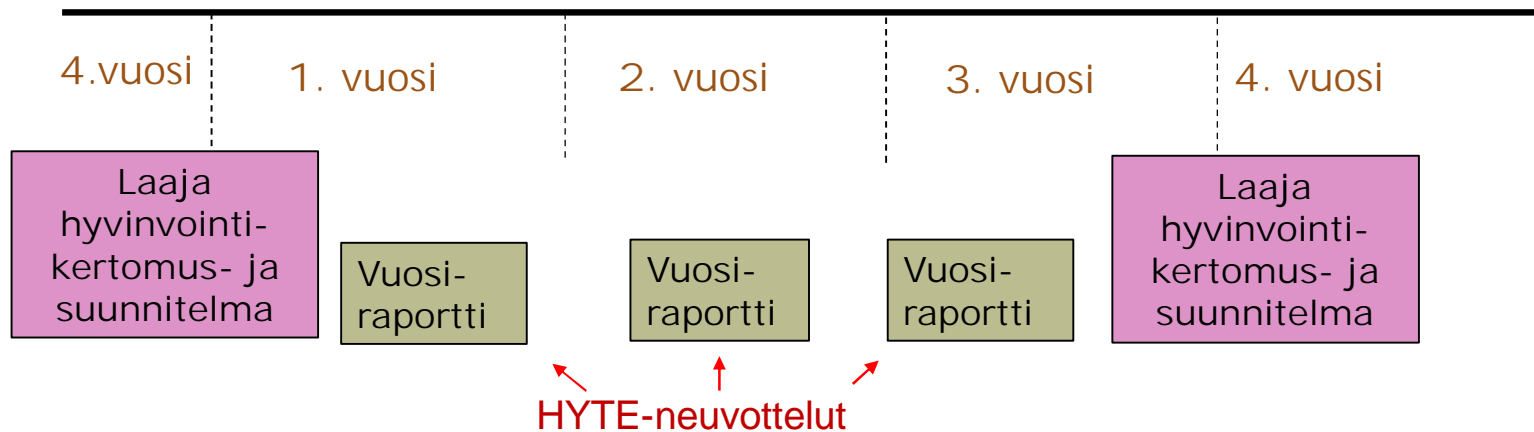 4.vuosi
1. vuosi
2. vuosi
3. vuosi
4. vuosi
Laaja
hyvinvointi-
kertomus- ja
suunnitelma
Vuosi-
raportti
Vuosi-
raportti
Vuosi-
raportti
Laaja
hyvinvointi-
kertomus- ja
suunnitelma
HYTE-neuvottelut